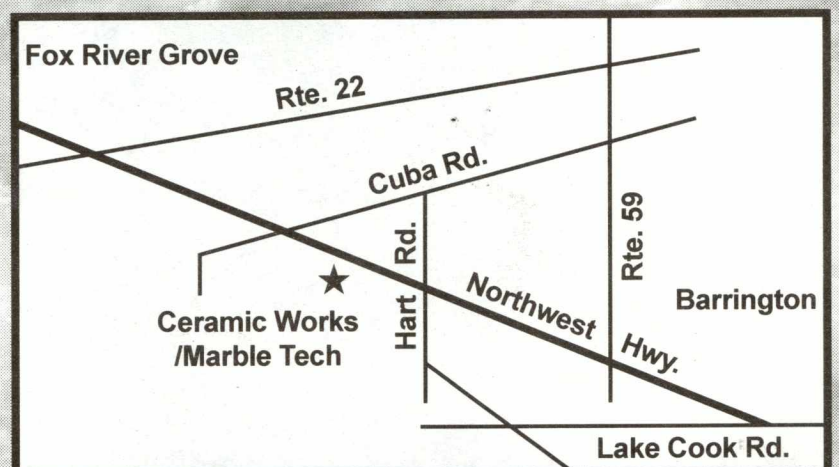 Fox River Grove
Rte. 22
Cuba Rd.
Hart Rd.
Rte. 59
Northwest Hwy.
Barrington
Ceramic Works
/Marble Tech
Lake Cook Rd.